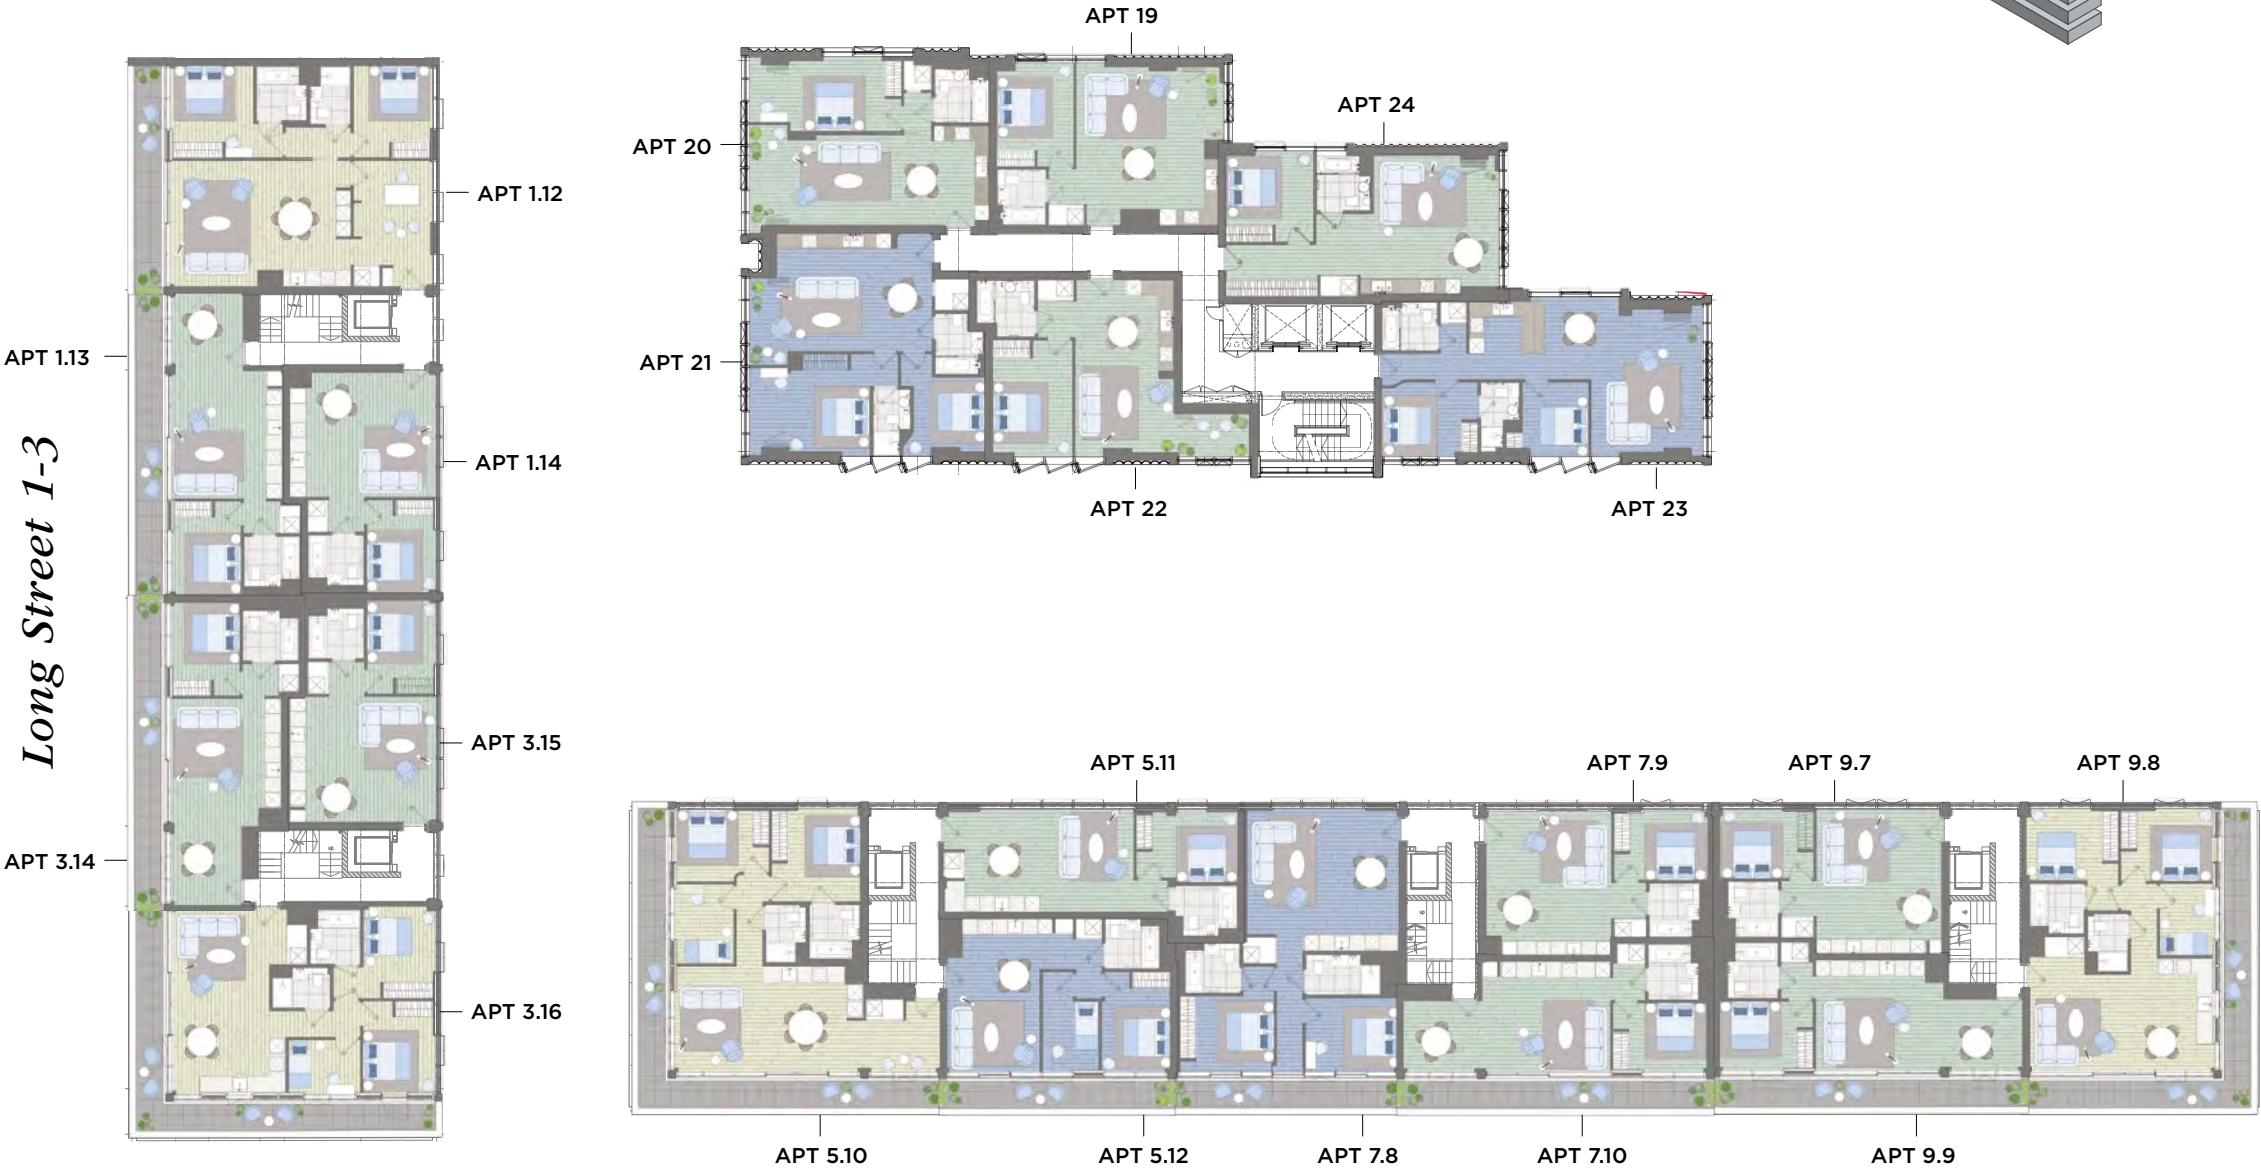 APT 19
APT 24
APT 20
APT 1.12
APT 1.13
APT 21
APT 1.14
APT 22
APT 23
Long Street 1-3
APT 3.15
APT 5.11
APT 7.9
APT 9.7
APT 9.8
APT 3.14
APT 3.16
APT 5.10
APT 5.12
APT 7.8
APT 7.10
APT 9.9